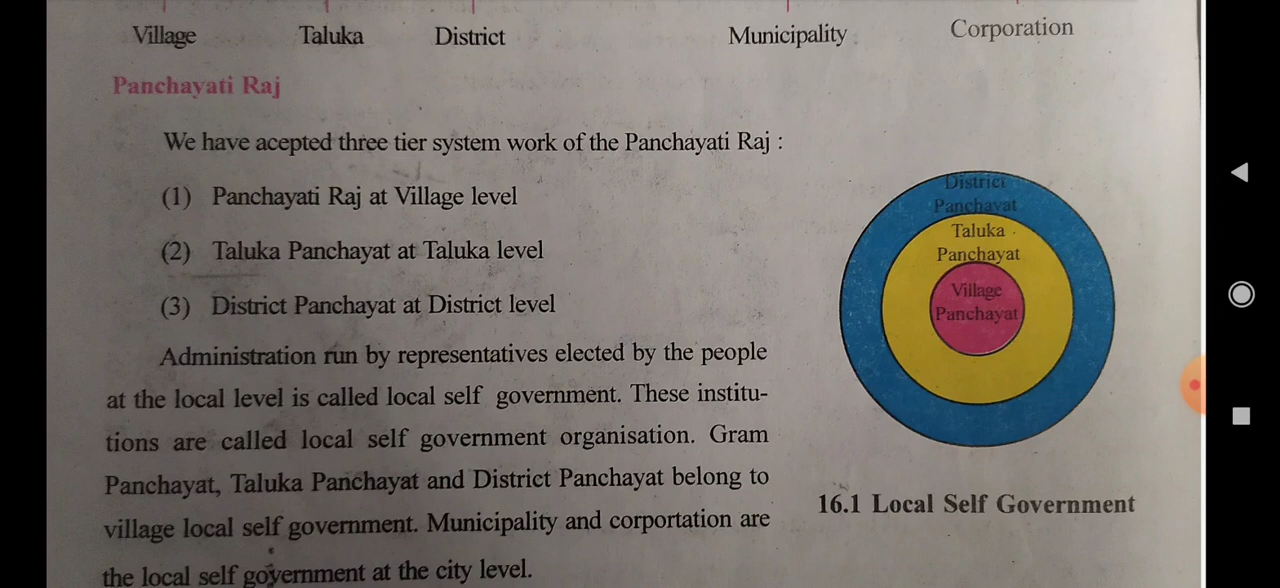 Village Taluka District Municipality Corporation
Panchayati Raj
We have acepted three tier system work of the Panchayati Raj :
(1) Panchayati Raj at Village level
(2) Taluka Panchayat at Taluka level
(3) District Panchayat at District level
Administration run by representatives elected by the people
at the local level is called local self government. These institu-
tions are called local self government organisation. Gram
Panchayat, Taluka Panchayat and District Panchayat belong to
village local self government. Municipality and corportation are
the local self government at the city level.
District
Panchayat
Taluka
Panchayat
Village
Panchayat
16.1 Local Self Government